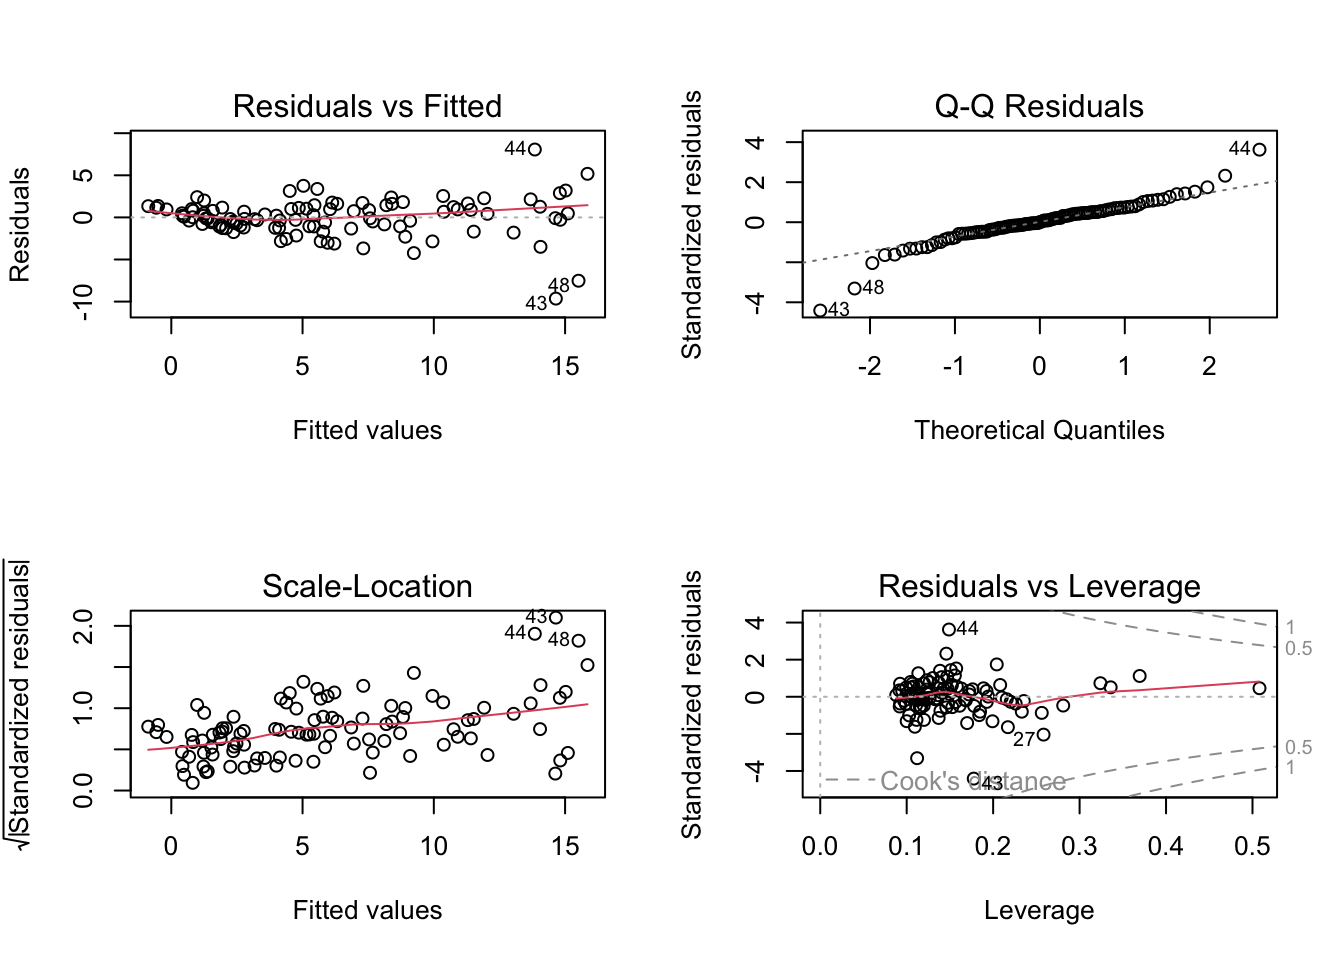 Residuals vs Fitted
Residuals
5
0
-10
44
48
43
0 5 10 15
Fitted values
Q-Q Residuals
Standardized residuals
4
2
0
-4
44
48
43
-2 -1 0 1 2
Theoretical Quantiles
Scale-Location
√|Standardized residuals|
2.0
1.0
0.0
43
44
48
0 5 10 15
Fitted values
Residuals vs Leverage
Standardized residuals
4
2
0
-4
44
27
43
Cook's distance
1
0.5
0.5
1
0.0 0.1 0.2 0.3 0.4 0.5
Leverage